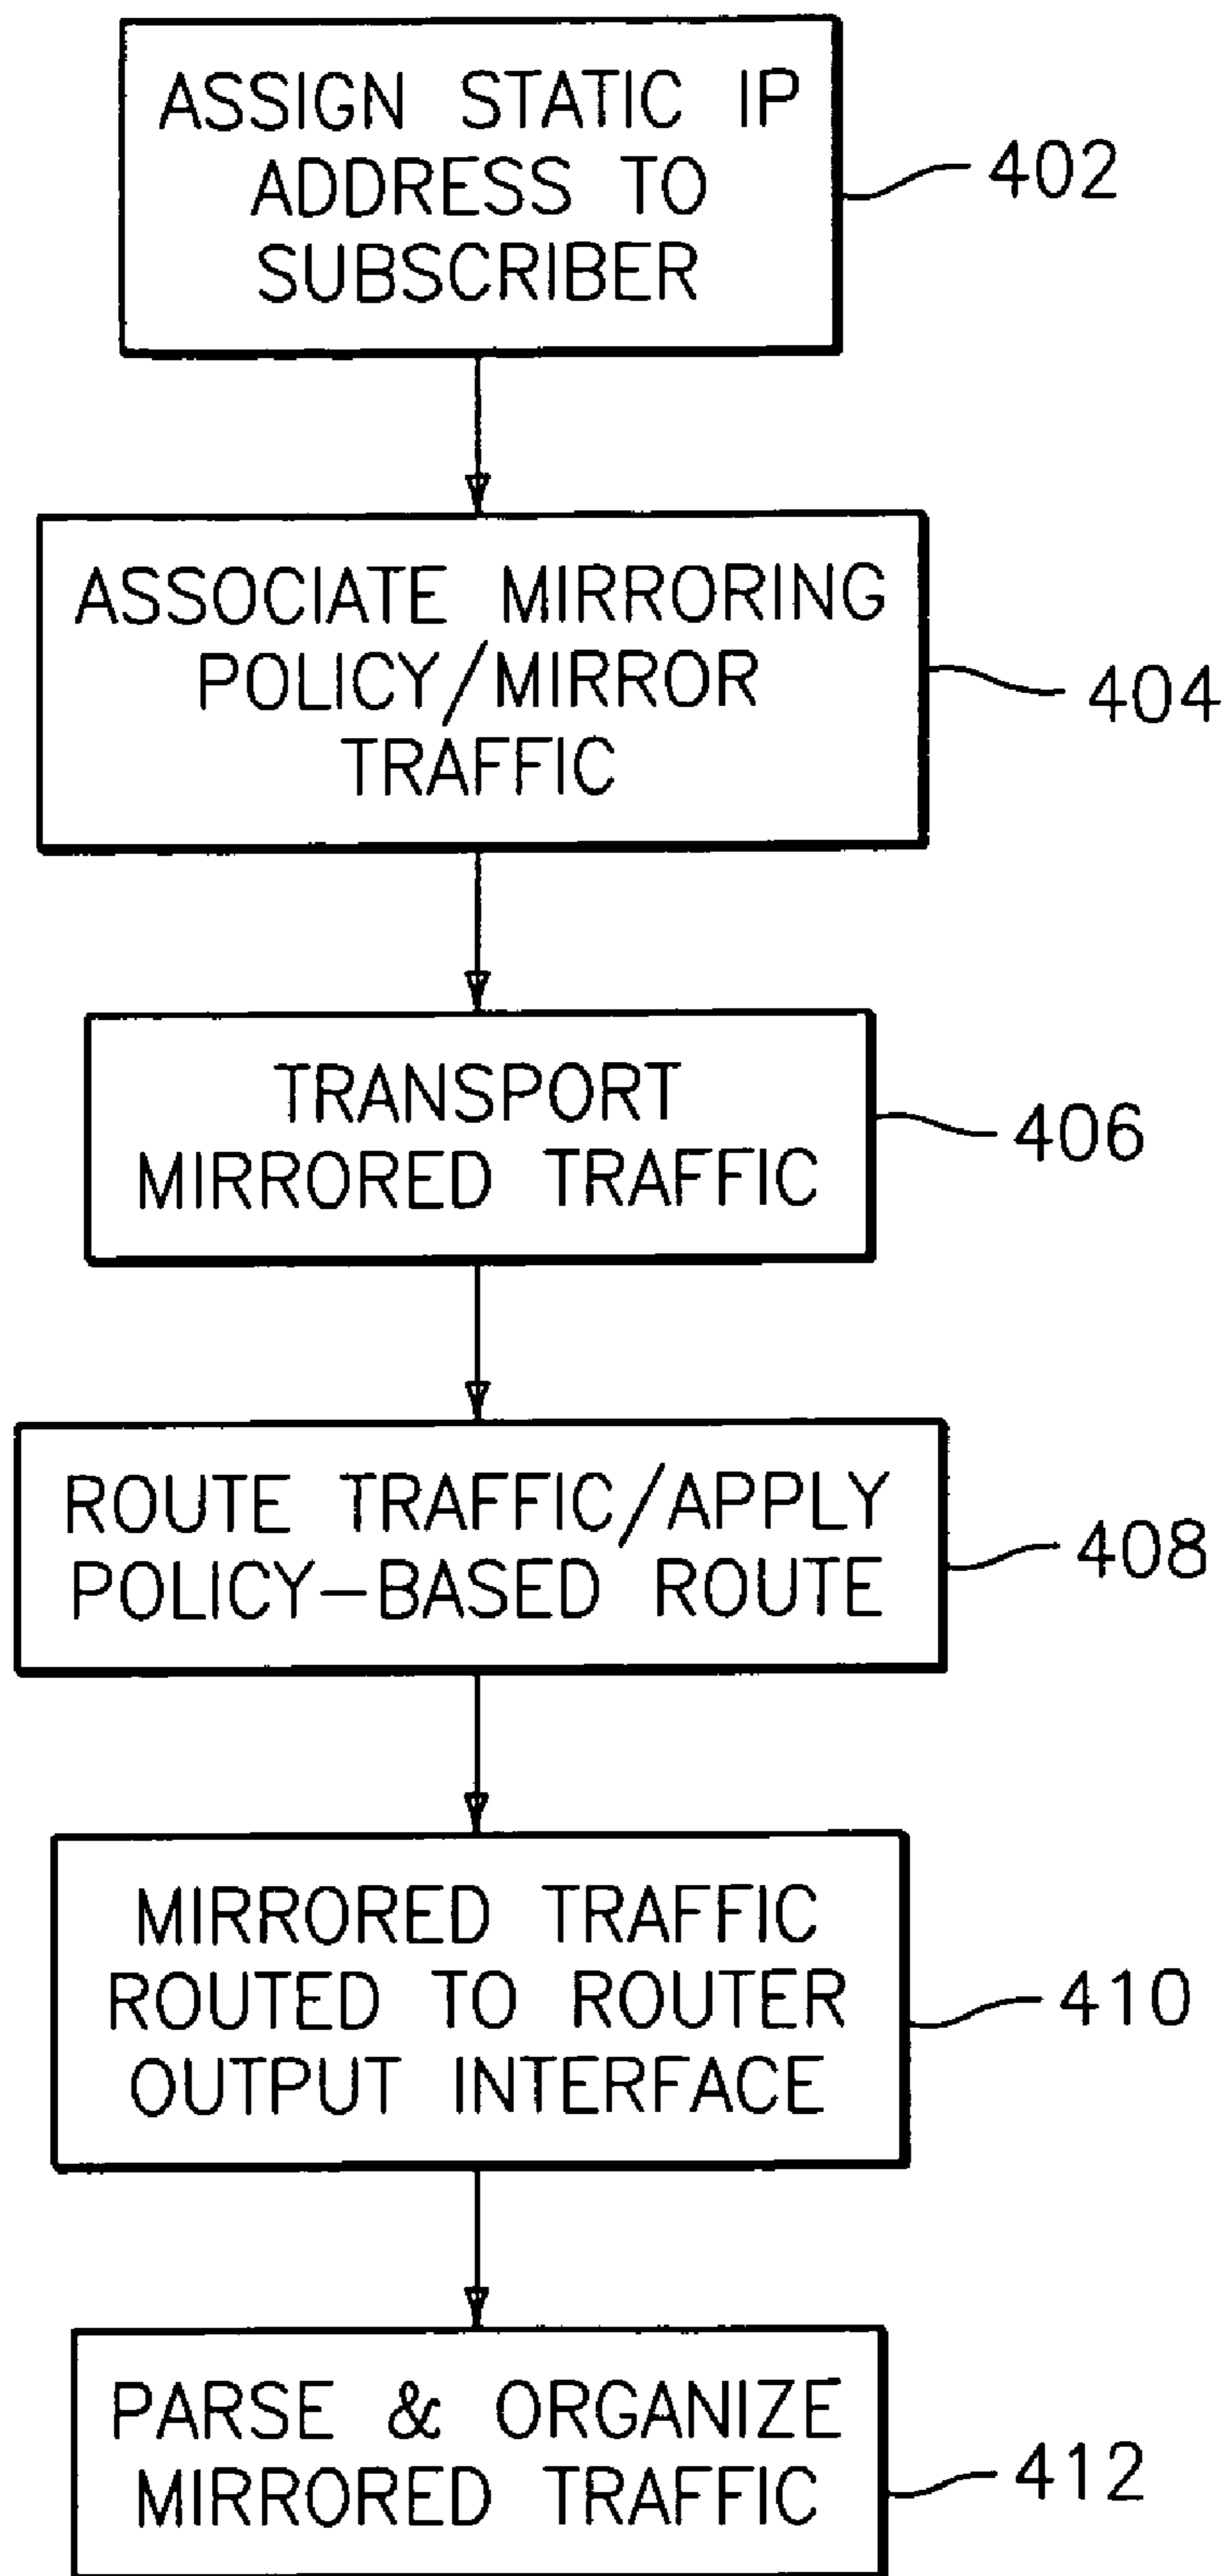 ASSIGN STATIC IP
ADDRESS TO
SUBSCRIBER
402
ASSOCIATE MIRRORING
POLICY/MIRROR
TRAFFIC
404
TRANSPORT
MIRRORED TRAFFIC
406
ROUTE TRAFFIC/APPLY
POLICY-BASED ROUTE
408
MIRRORED TRAFFIC
ROUTED TO ROUTER
OUTPUT INTERFACE
410
PARSE & ORGANIZE
MIRRORED TRAFFIC
412